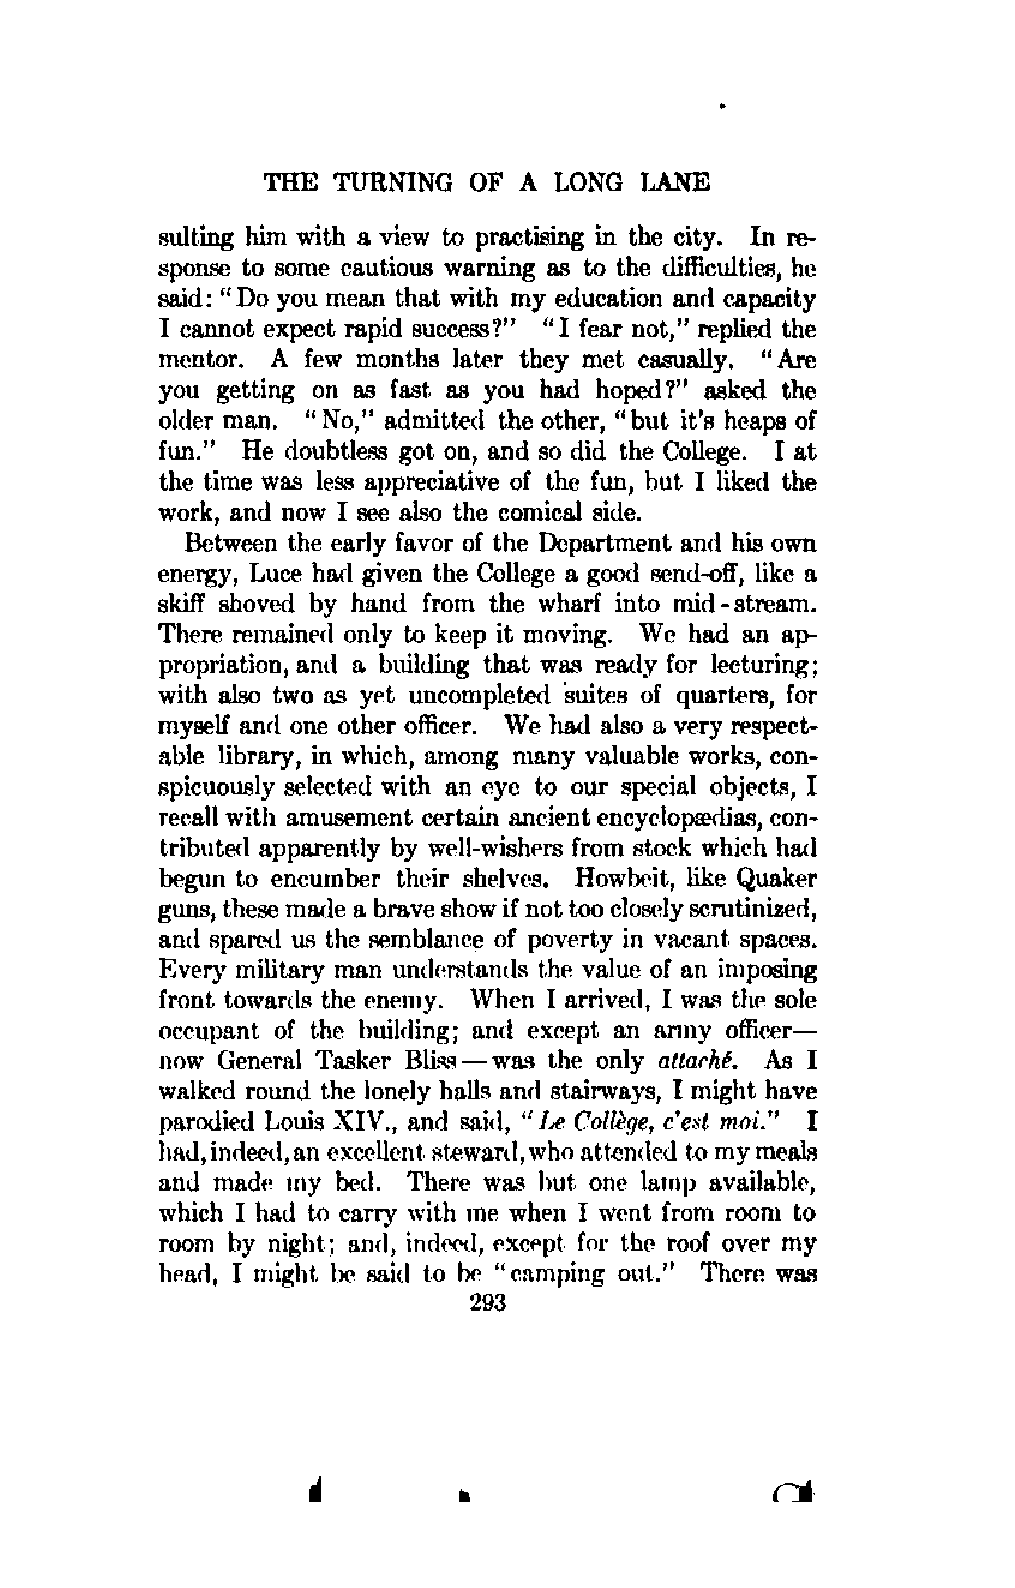 THE TURNING OF A LONG LANE
sulting him with a view to practising in the city. In re-
sponse to some cautious warning as to the difficulties, he
said: "Do you mean that with my education and capacity
I cannot expect rapid success?" "I fear not," replied the
mentor. A few months later they met casually. "Are
you getting on as fast as you had hoped?" asked the
older man. "No," admitted the other, "but it's heaps of
fun." He doubtless got on, and so did the College. I at
the time was less appreciative of the fun, but I liked the
work, and now I see also the comical side.
Between the early favor of the Department and his own
energy, Luce had given the College a good send-off, like a
skiff shoved by hand from the wharf into mid-stream.
There remained only to keep it moving. We had an ap-
propriation, and a building that was ready for lecturing;
with also two as yet uncompleted suites of quarters, for
myself and one other officer. We had also a very respect-
able library, in which, among many valuable works, con-
spicuously selected with an eye to our special objects, I
recall with amusement certain ancient encyclopædias, con-
tributed apparently by well-wishers from stock which had
begun to encumber their shelves. Howbeit, like Quaker
guns, these made a brave show if not too closely scrutinized,
and spared us the semblance of poverty in vacant spaces.
Every military man understands the value of an imposing
front towards the enemy. When I arrived, I was the sole
occupant of the building; and except an army officer—
now General Tasker Bliss—was the only attaché. As I
walked round the lonely halls and stairways, I might have
parodied Louis XIV., and said, "Le Collège, c'est moi." I
had, indeed, an excellent steward, who attended to my meals
and made my bed. There was but one lamp available,
which I had to carry with me when I went from room to
room by night; and, indeed, except for the roof over my
head, I might be said to be "camping out." There was
293